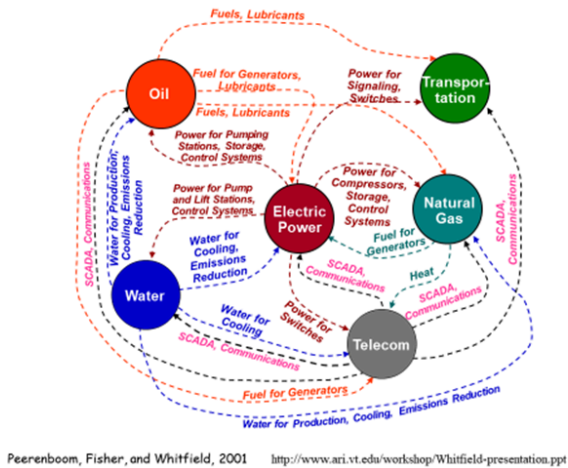 Fuels, Lubricants
Oil
Fuel for Generators,
Lubricants
Fuels, Lubricants
Power for
Signaling,
Switches
Transpor-
tation
Power for Pumping
Stations, Storage,
Control Systems
Power for Pump
and Lift Stations,
Control Systems
Power for
Compressors,
Storage,
Control
Systems
Electric
Power
Natural
Gas
Fuel for
Generators
SCADA, Communications
Water for Production,
Cooling, Emissions
Reduction
Water for
Cooling,
Emissions
Reduction
SCADA,
Communications
Heat
SCADA,
Communications
SCADA,
Communications
Water
Water for
Cooling
Power for
Switches
SCADA, Communications
Telecom
Fuel for Generators
Water for Production, Cooling, Emissions Reduction
Peerenboom, Fisher, and Whitfield, 2001
http://www.ari.vt.edu/workshop/Whitfield-presentation.ppt